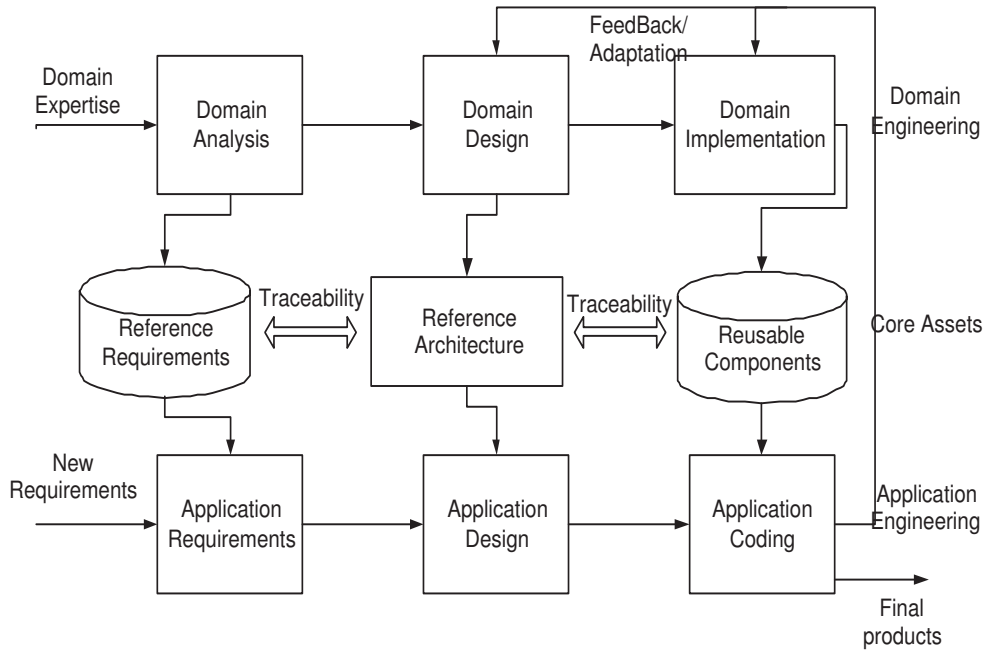 FeedBack/
Adaptation
Domain
Expertise
Domain
Analysis
Domain
Design
Domain
Implementation
Domain
Engineering
Traceability
Traceability
Reference
Requirements
Reference
Architecture
Reusable
Components
Core Assets
New
Requirements
Application
Requirements
Application
Design
Application
Coding
Application
Engineering
Final
products